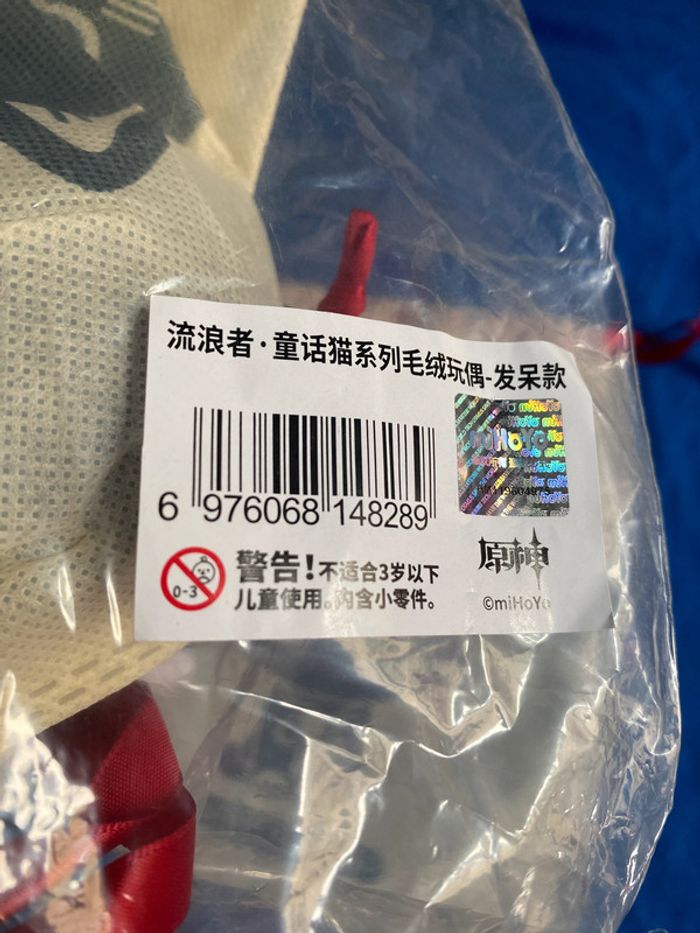 流浪者·童话猫系列毛绒玩偶-发呆款
miHoYo
6 976068 148289
0-3
警告!不适合3岁以下
儿童使用。内含小零件。
原神
©miHoYo